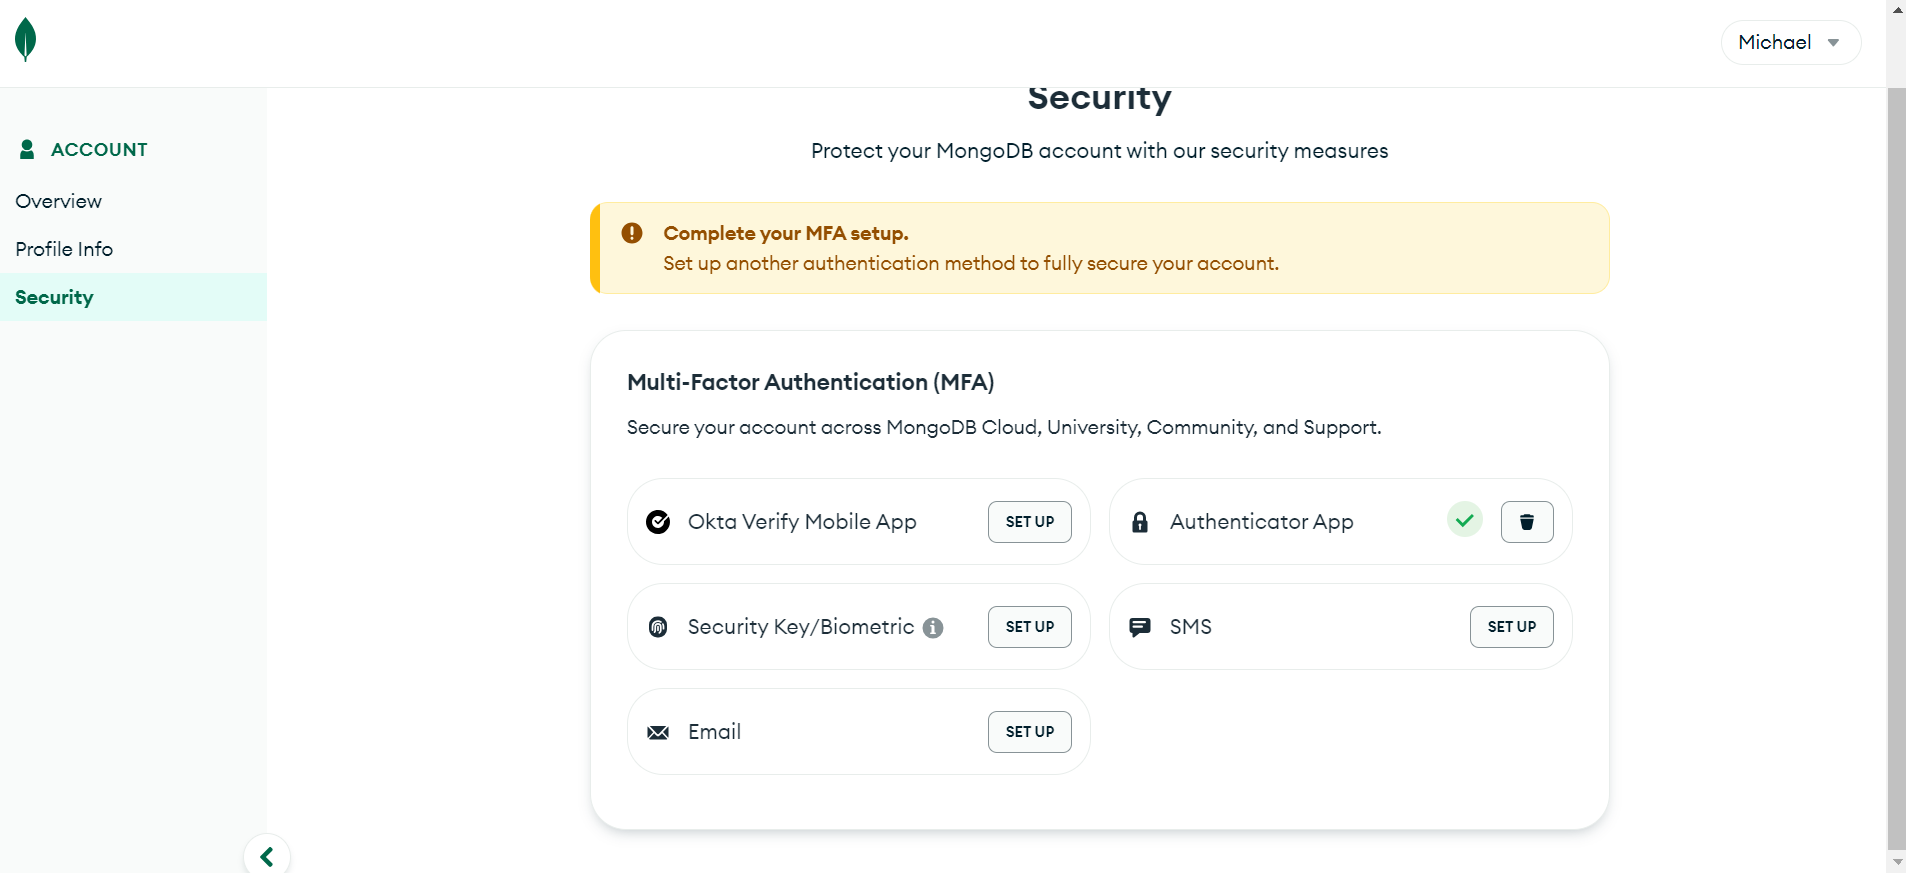 Michael
ACCOUNT
Overview
Profile Info
Security
Security
Protect your MongoDB account with our security measures
Complete your MFA setup.
Set up another authentication method to fully secure your account.
Multi-Factor Authentication (MFA)
Secure your account across MongoDB Cloud, University, Community, and Support.
Okta Verify Mobile App
SET UP
Authenticator App
Security Key/Biometric
SET UP
SMS
SET UP
Email
SET UP